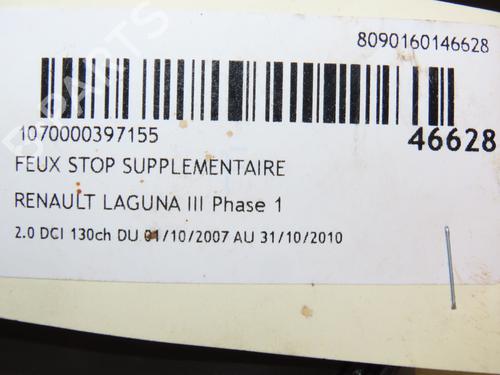 8090160146628
1070000397155
46628
FEUX STOP SUPPLEMENTAIRE
RENAULT LAGUNA III Phase 1
2.0 DCI 130ch DU 01/10/2007 AU 31/10/2010